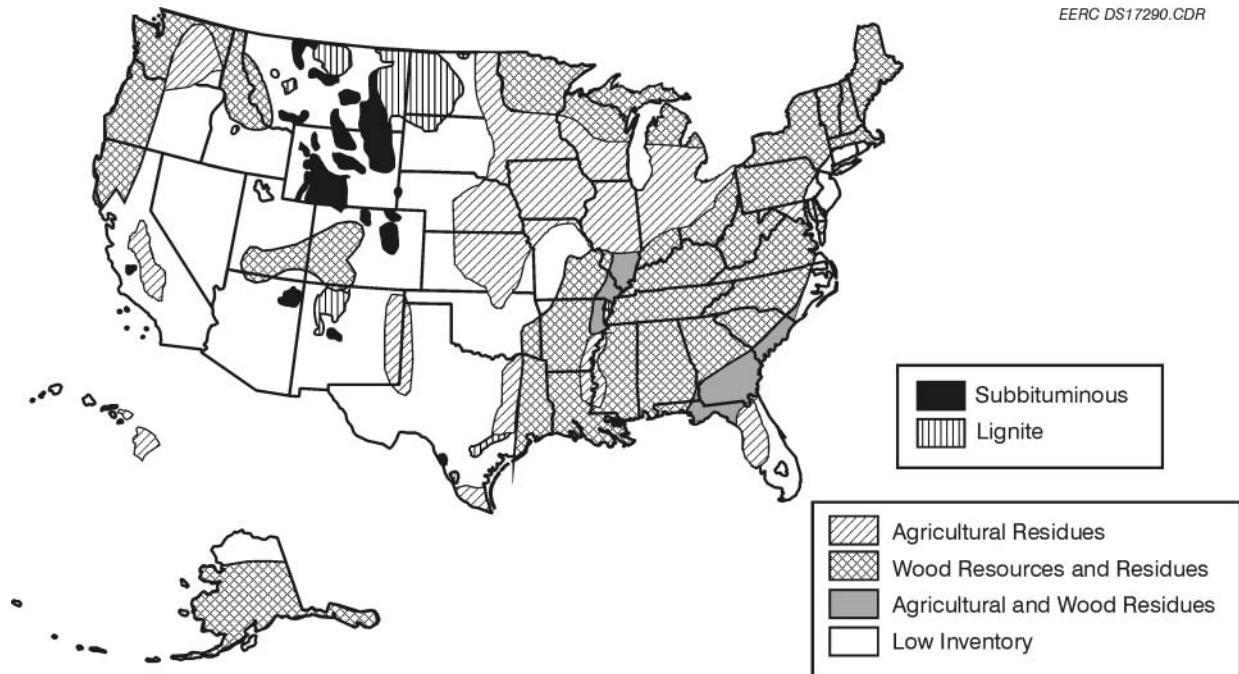 EERC DS17290.CDR
Subbituminous
Lignite
Agricultural Residues
Wood Resources and Residues
Agricultural and Wood Residues
Low Inventory